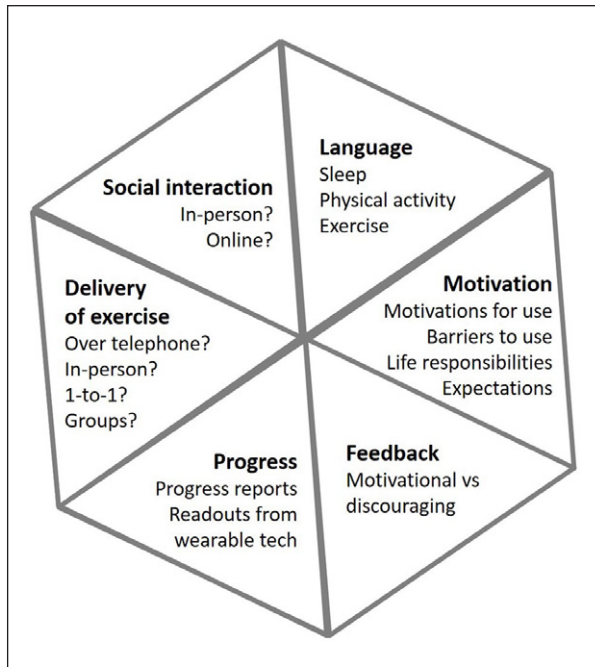 Language
Sleep
Physical activity
Exercise
Motivation
Motivations for use
Barriers to use
Life responsibilities
Expectations
Feedback
Motivational vs
discouraging
Progress
Progress reports
Readouts from
wearable tech
Delivery
of exercise
Over telephone?
In-person?
1-to-1?
Groups?
Social interaction
In-person?
Online?